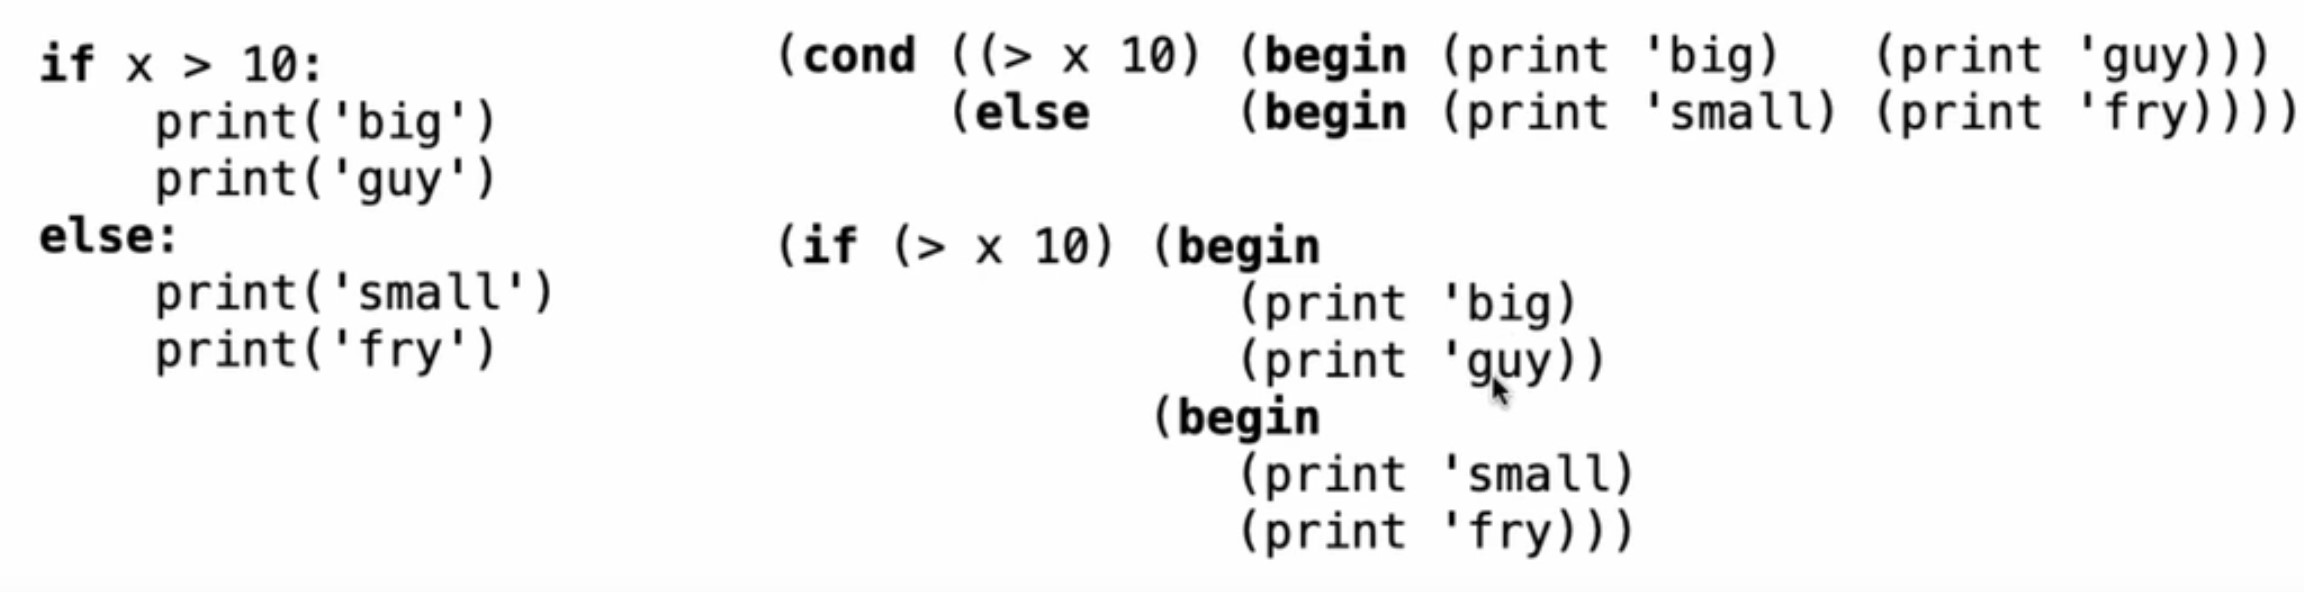 if x > 10:
    print('big')
    print('guy')
else:
    print('small')
    print('fry')
(cond ((> x 10) (begin (print 'big)   (print 'guy)))
      (else     (begin (print 'small) (print 'fry))))
(if (> x 10) (begin
                (print 'big)
                (print 'guy))
             (begin
                (print 'small)
                (print 'fry)))